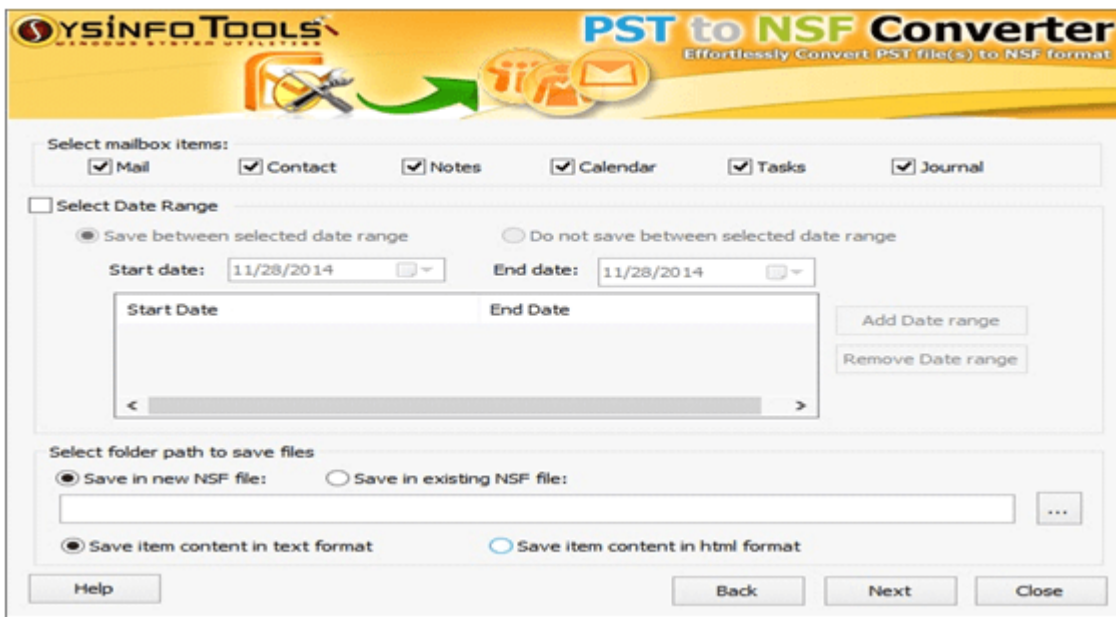 SYSINFOTOOLS
WINDOWS SYSTEM UTILITIES
PST to NSF Converter
Effortlessly Convert PST file(s) to NSF format
Select mailbox items:
Mail Contact Notes Calendar Tasks Journal
Select Date Range
Save between selected date range Do not save between selected date range
Start date: 11/28/2014 End date: 11/28/2014
Start Date End Date
Add Date range
Remove Date range
Select folder path to save files
Save in new NSF file: Save in existing NSF file:
...
Save item content in text format Save item content in html format
Help Back Next Close